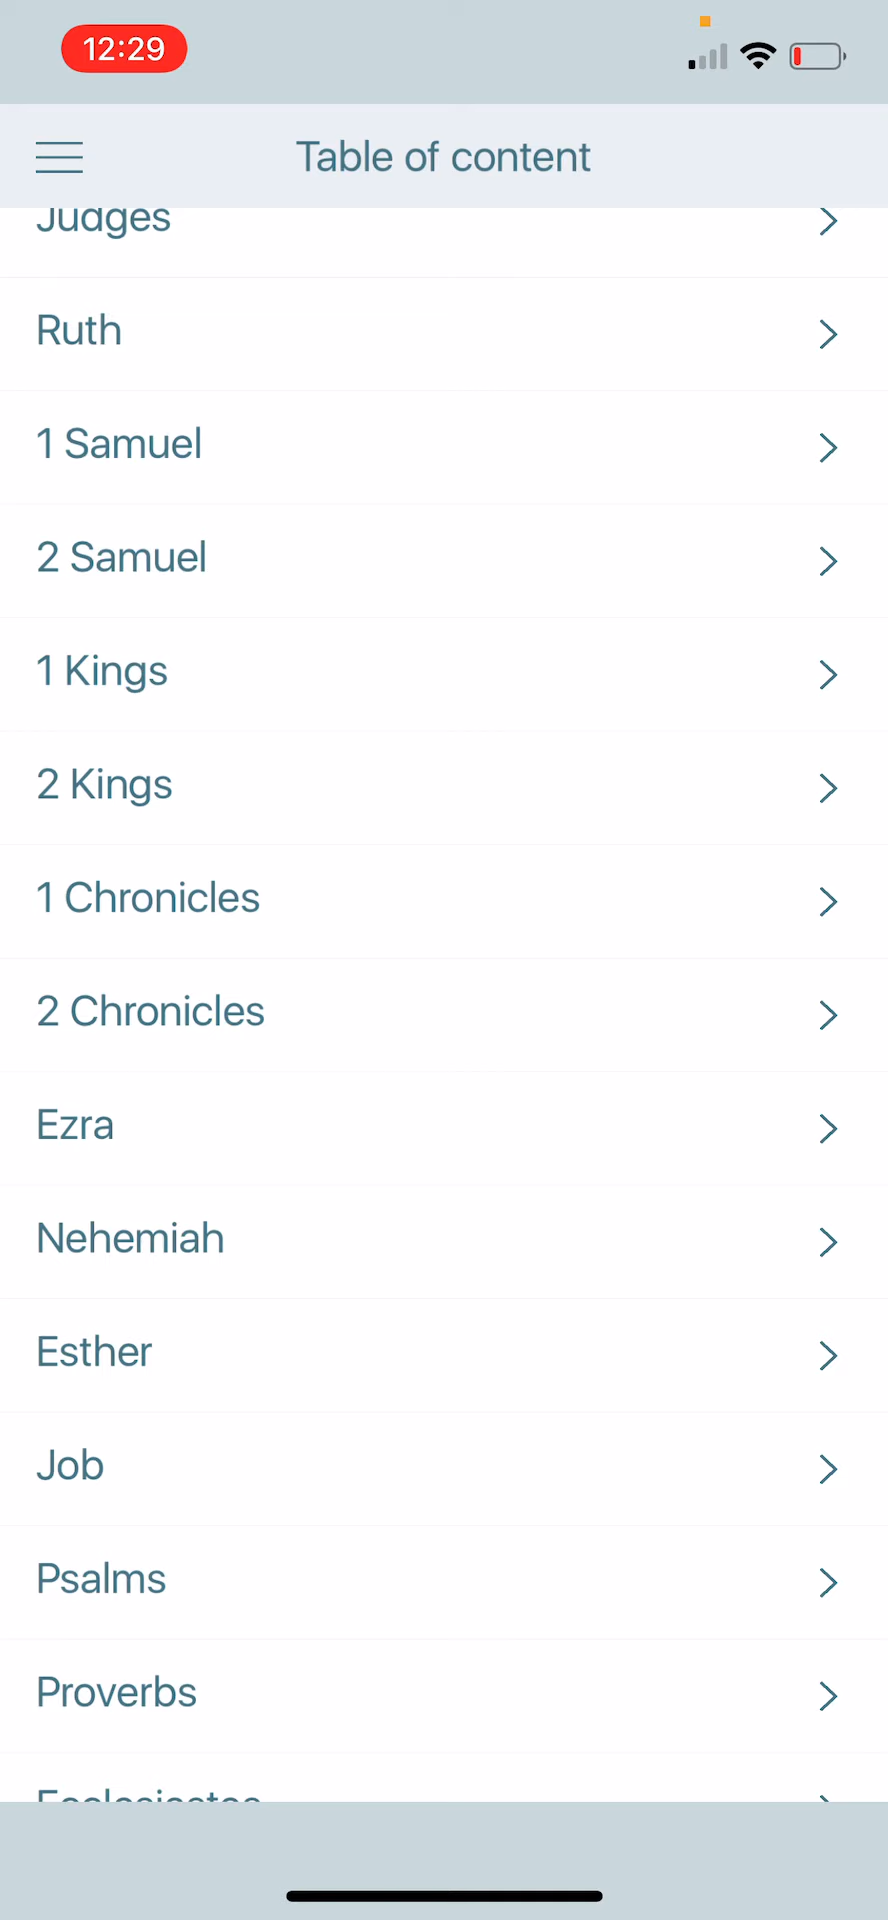 12:29
Table of content
Judges
Ruth
1 Samuel
2 Samuel
1 Kings
2 Kings
1 Chronicles
2 Chronicles
Ezra
Nehemiah
Esther
Job
Psalms
Proverbs
Ecclesiastes